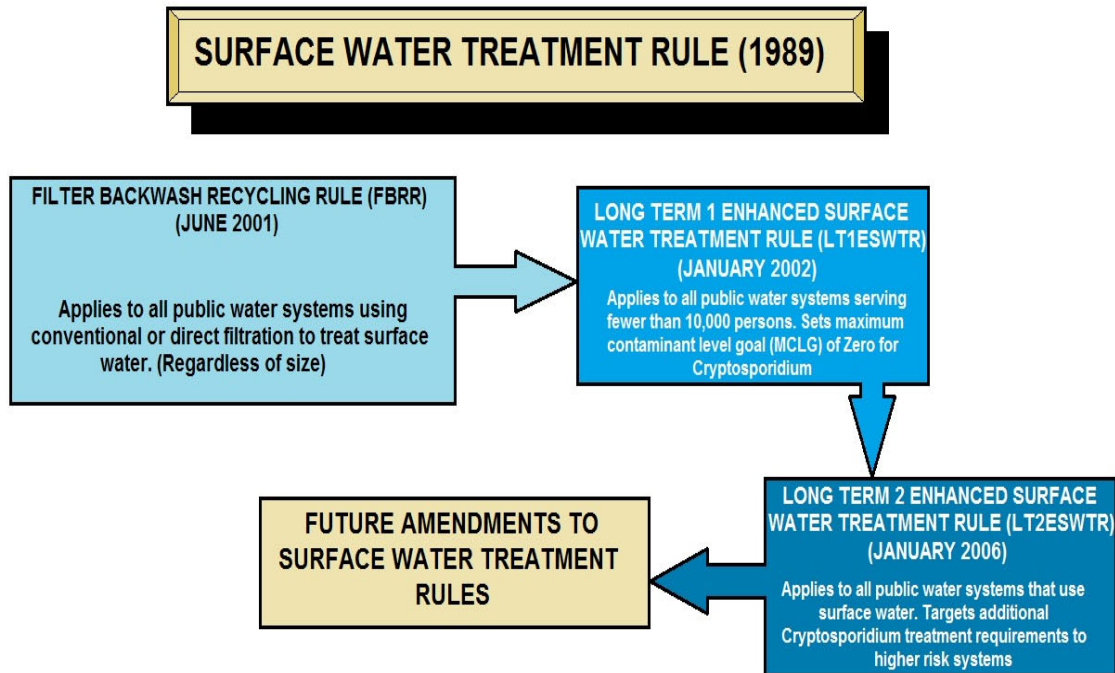 SURFACE WATER TREATMENT RULE (1989)
FILTER BACKWASH RECYCLING RULE (FBRR)
(JUNE 2001)
Applies to all public water systems using
conventional or direct filtration to treat surface
water. (Regardless of size)
LONG TERM 1 ENHANCED SURFACE
WATER TREATMENT RULE (LT1ESWTR)
(JANUARY 2002)
Applies to all public water systems serving
fewer than 10,000 persons. Sets maximum
contaminant level goal (MCLG) of Zero for
Cryptosporidium
LONG TERM 2 ENHANCED SURFACE
WATER TREATMENT RULE (LT2ESWTR)
(JANUARY 2006)
Applies to all public water systems that use
surface water. Targets additional
Cryptosporidium treatment requirements to
higher risk systems
FUTURE AMENDMENTS TO
SURFACE WATER TREATMENT
RULES